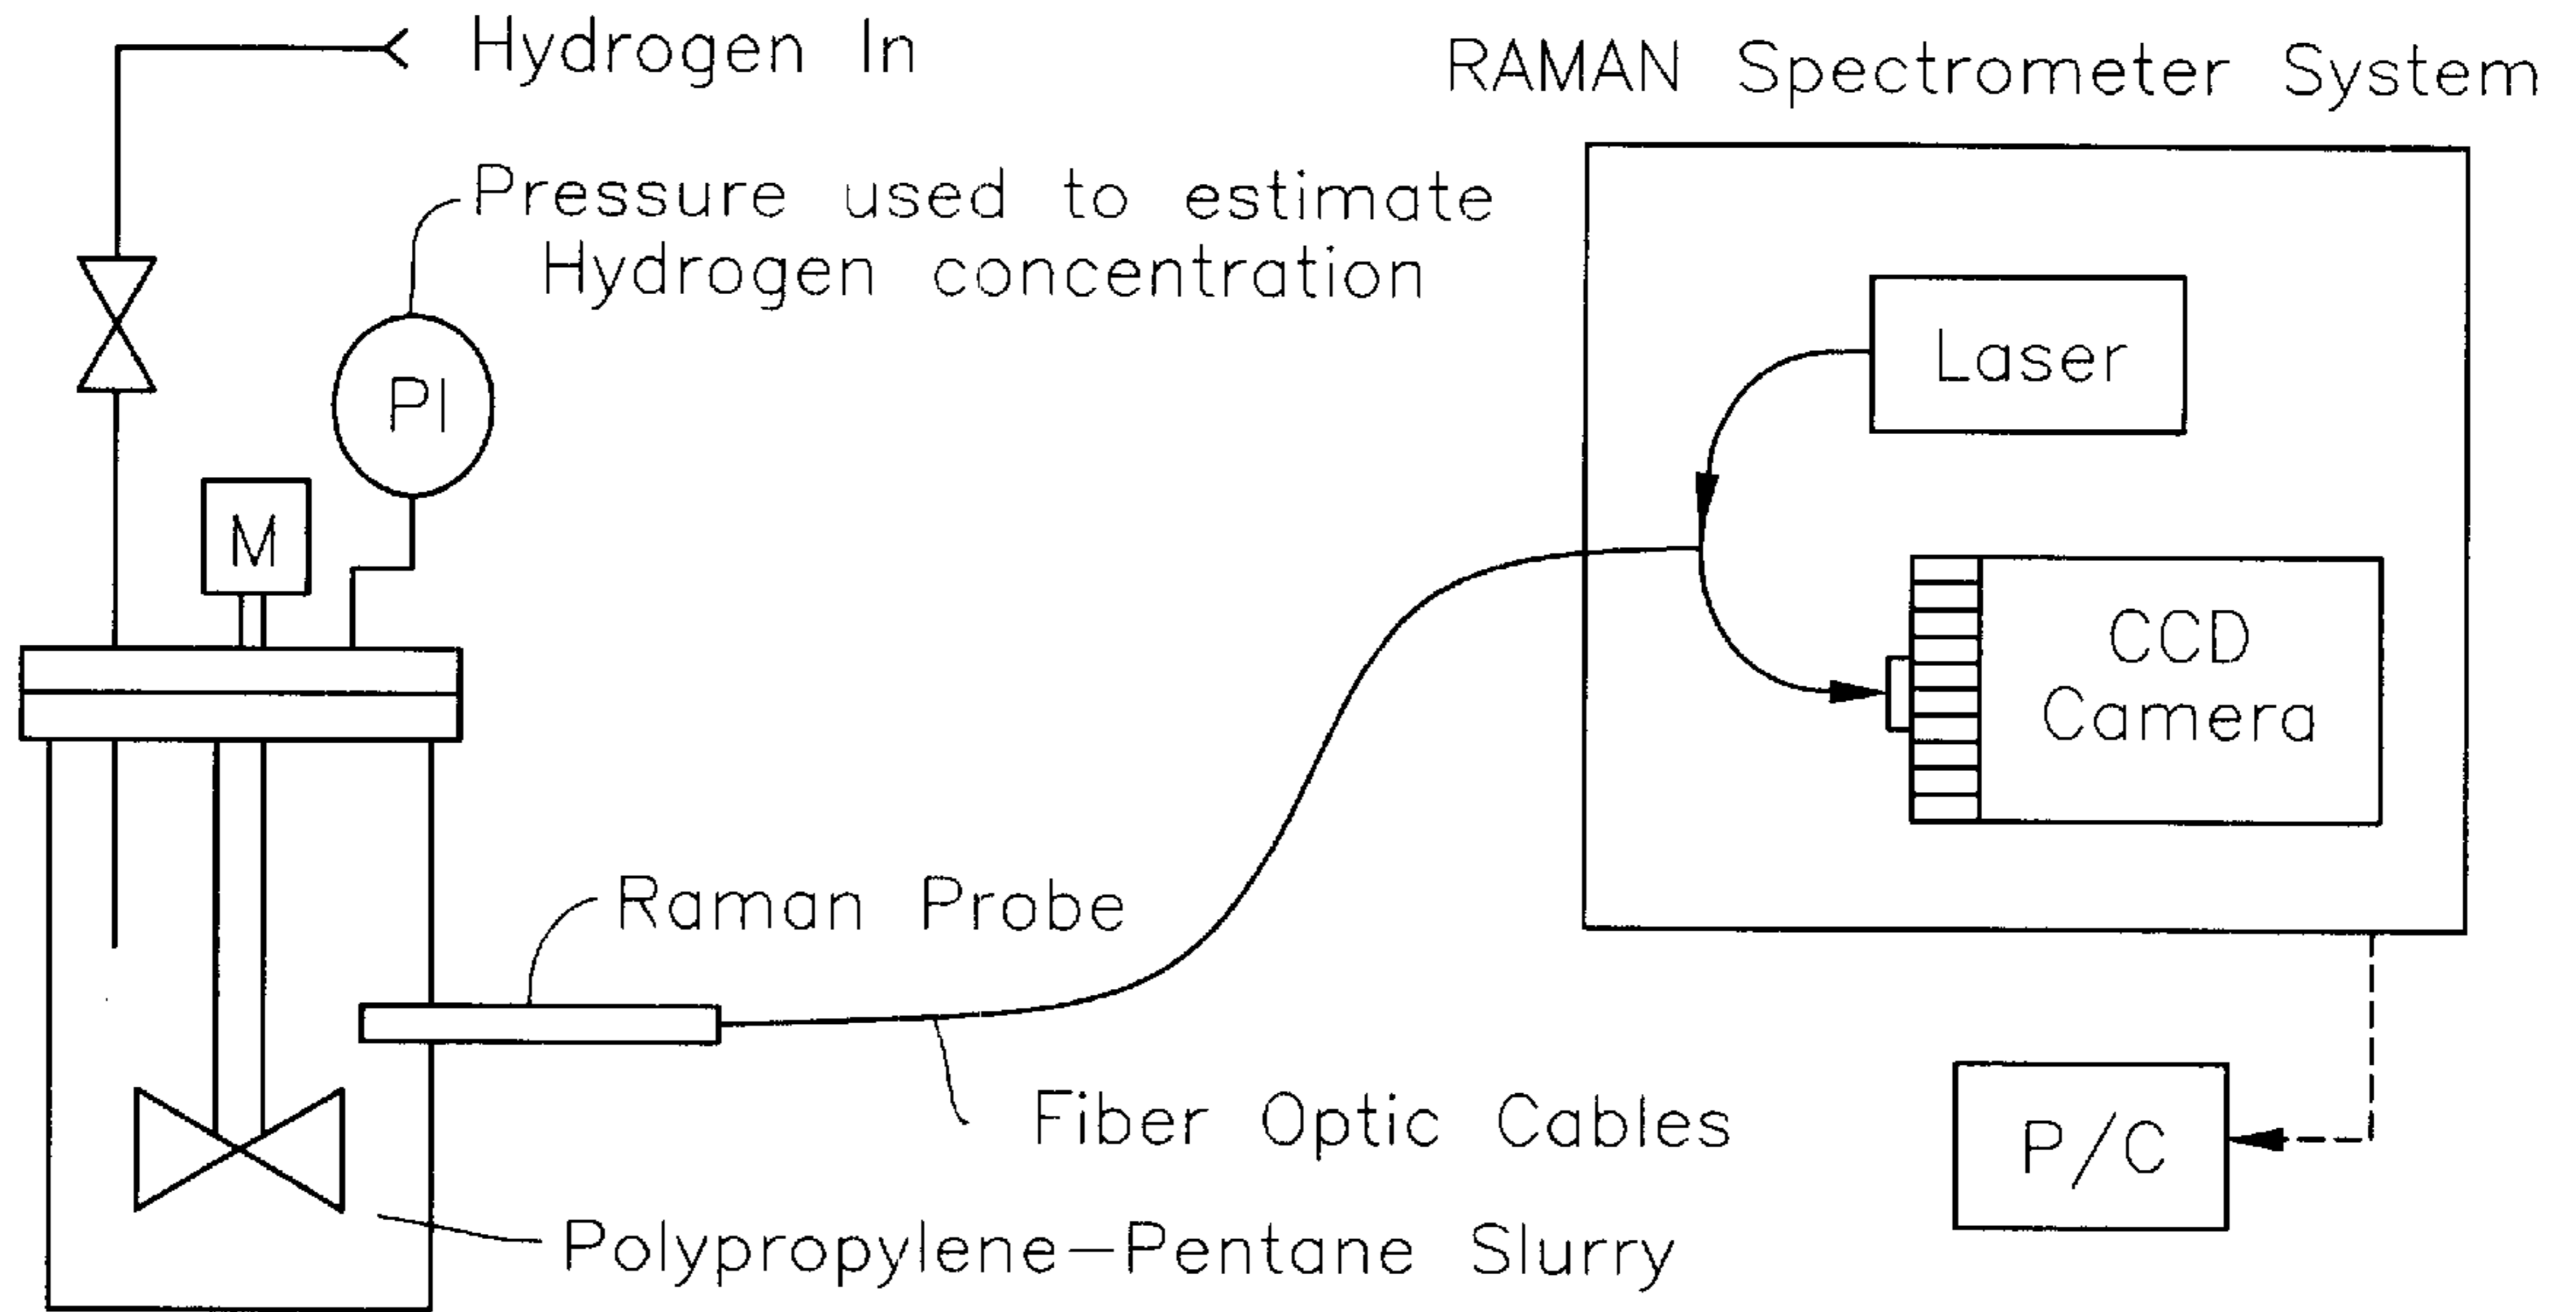 Hydrogen In
RAMAN Spectrometer System
Pressure used to estimate
Hydrogen concentration
Laser
PI
M
CCD
Camera
Raman Probe
Fiber Optic Cables
P/C
Polypropylene-Pentane Slurry